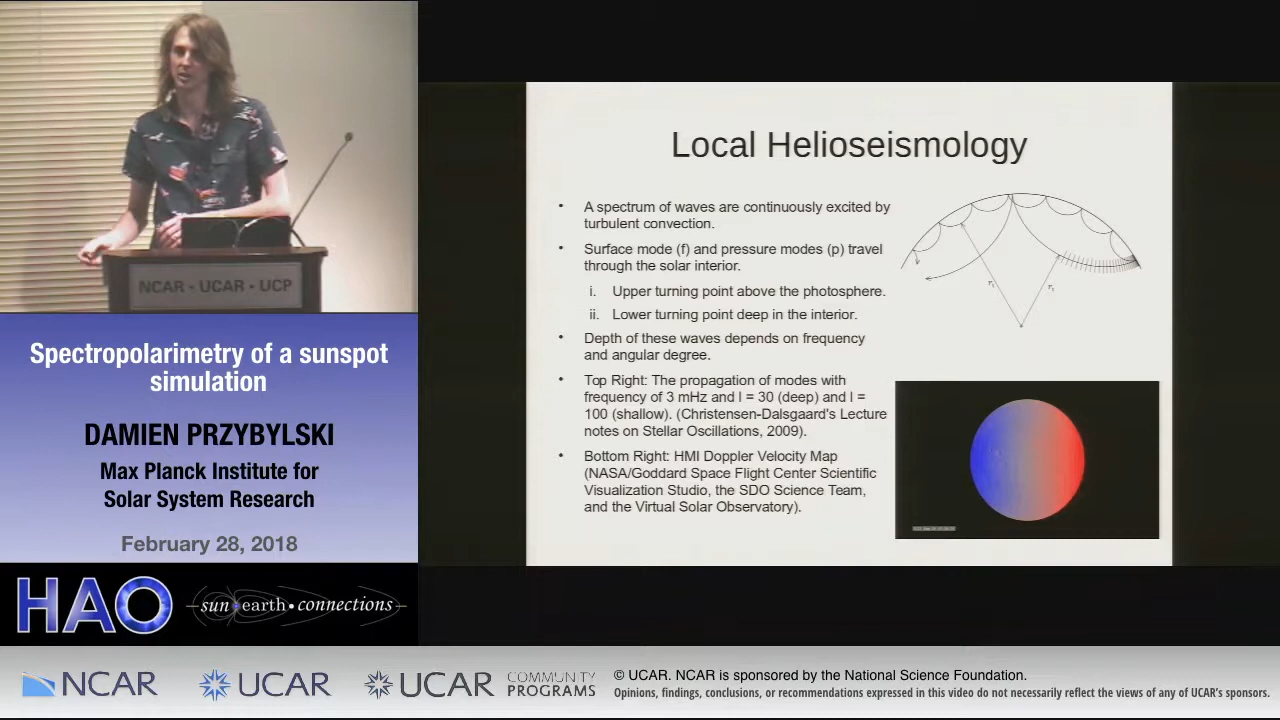 NCAR • UCAR • UCP
Spectropolarimetry of a sunspot
simulation
DAMIEN PRZYBYLSKI
Max Planck Institute for
Solar System Research
February 28, 2018
HAO
sun•earth•connections
Local Helioseismology
• A spectrum of waves are continuously excited by
turbulent convection.
• Surface mode (f) and pressure modes (p) travel
through the solar interior.
i. Upper turning point above the photosphere.
ii. Lower turning point deep in the interior.
• Depth of these waves depends on frequency
and angular degree.
• Top Right: The propagation of modes with
frequency of 3 mHz and l = 30 (deep) and l =
100 (shallow). (Christensen-Dalsgaard's Lecture
notes on Stellar Oscillations, 2009).
• Bottom Right: HMI Doppler Velocity Map
(NASA/Goddard Space Flight Center Scientific
Visualization Studio, the SDO Science Team,
and the Virtual Solar Observatory).
NCAR
UCAR
UCAR
COMMUNITY
PROGRAMS
© UCAR. NCAR is sponsored by the National Science Foundation.
Opinions, findings, conclusions, or recommendations expressed in this video do not necessarily reflect the views of any of UCAR's sponsors.